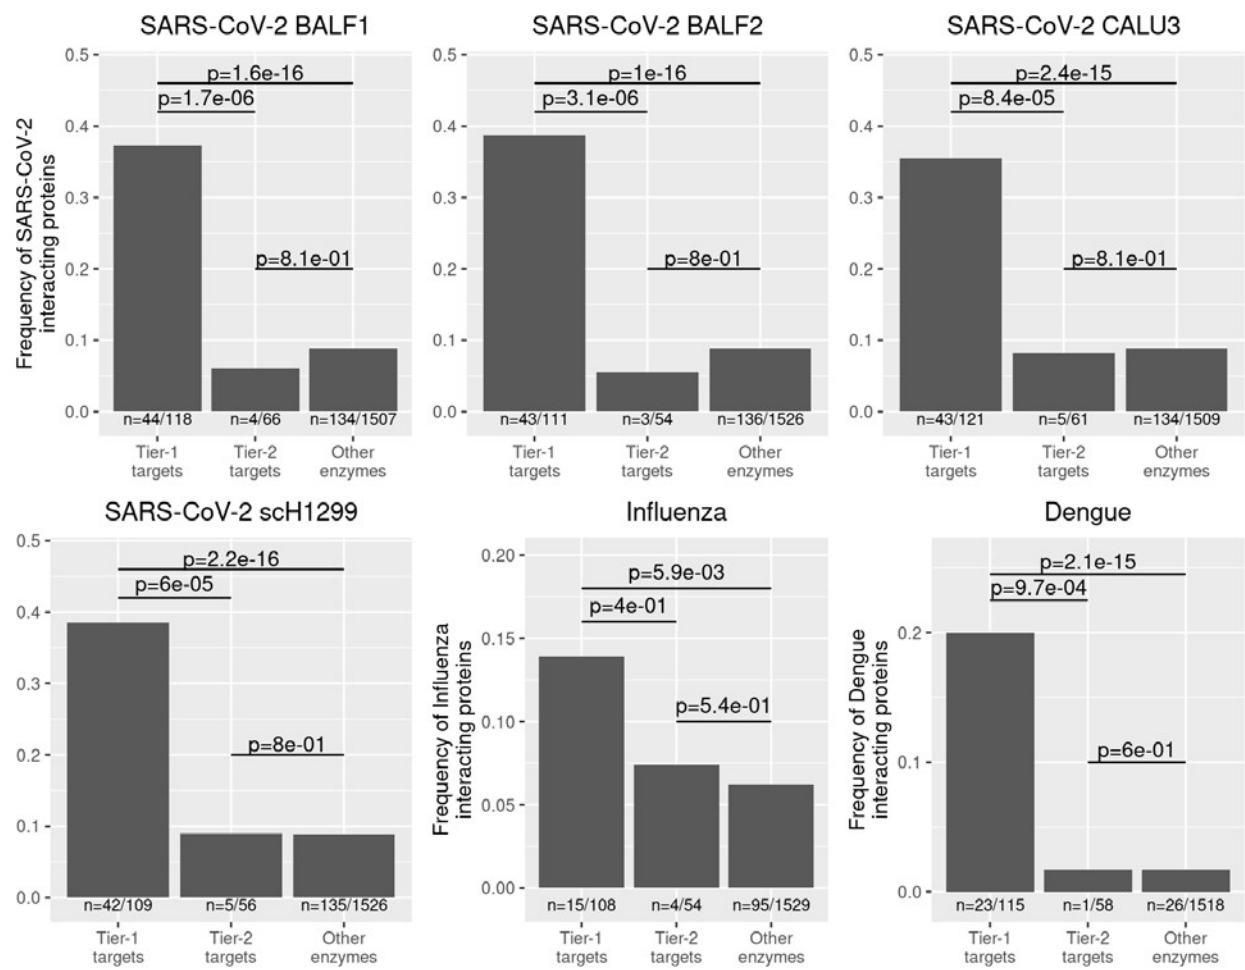 SARS-CoV-2 BALF1
Frequency of SARS-CoV-2
interacting proteins
0.5
0.4
0.3
0.2
0.1
0.0
p=1.6e-16
p=1.7e-06
p=8.1e-01
n=44/118 n=4/66 n=134/1507
Tier-1 Tier-2 Other
targets targets enzymes
SARS-CoV-2 BALF2
0.5
0.4
0.3
0.2
0.1
0.0
p=1e-16
p=3.1e-06
p=8e-01
n=43/111 n=3/54 n=136/1526
Tier-1 Tier-2 Other
targets targets enzymes
SARS-CoV-2 CALU3
0.5
0.4
0.3
0.2
0.1
0.0
p=2.4e-15
p=8.4e-05
p=8.1e-01
n=43/121 n=5/61 n=134/1509
Tier-1 Tier-2 Other
targets targets enzymes
SARS-CoV-2 scH1299
0.5
0.4
0.3
0.2
0.1
0.0
p=2.2e-16
p=6e-05
p=8e-01
n=42/109 n=5/56 n=135/1526
Tier-1 Tier-2 Other
targets targets enzymes
Influenza
Frequency of Influenza
interacting proteins
0.20
0.15
0.10
0.05
0.00
p=5.9e-03
p=4e-01
p=5.4e-01
n=15/108 n=4/54 n=95/1529
Tier-1 Tier-2 Other
targets targets enzymes
Dengue
Frequency of Dengue
interacting proteins
0.2
0.1
0.0
p=2.1e-15
p=9.7e-04
p=6e-01
n=23/115 n=1/58 n=26/1518
Tier-1 Tier-2 Other
targets targets enzymes